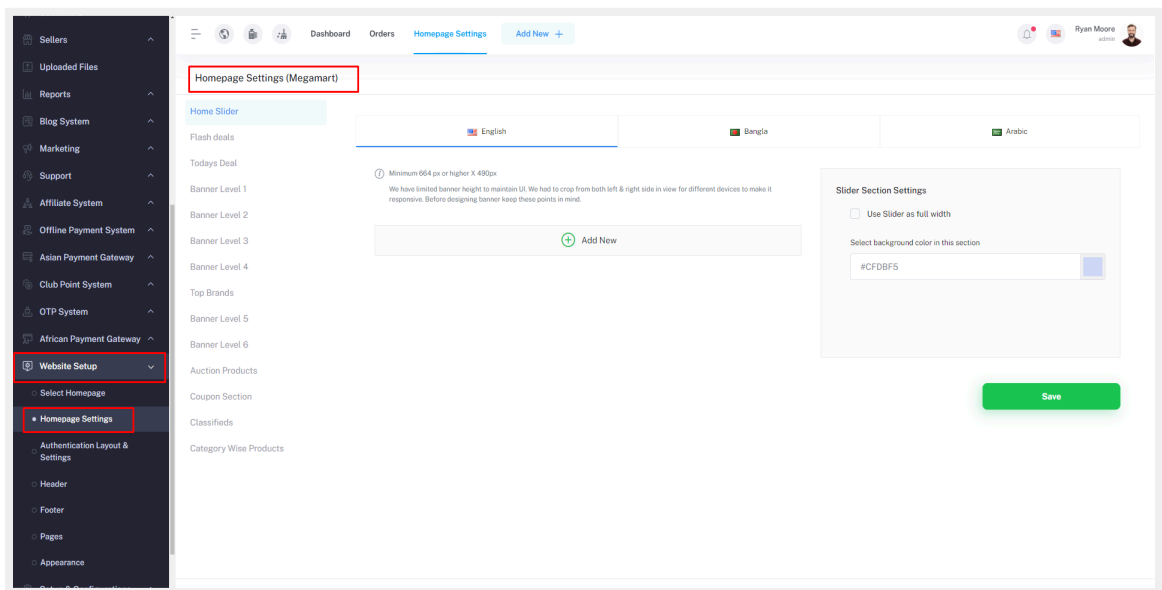 Sellers
Uploaded Files
Reports
Blog System
Marketing
Support
Affiliate System
Offline Payment System
Asian Payment Gateway
Club Point System
OTP System
African Payment Gateway
Website Setup
Select Homepage
Homepage Settings
Authentication Layout &
Settings
Header
Footer
Pages
Appearance
Dashboard Orders Homepage Settings Add New +
Ryan Moore
admin
Homepage Settings (Megamart)
Home Slider
Flash deals
Todays Deal
Banner Level 1
Banner Level 2
Banner Level 3
Banner Level 4
Top Brands
Banner Level 5
Banner Level 6
Auction Products
Coupon Section
Classifieds
Category Wise Products
English Bangla Arabic
Minimum 664 px or higher X 490px
We have limited banner height to maintain UI. We had to crop from both left & right side in view for different devices to make it
responsive. Before designing banner keep these points in mind.
Add New
Slider Section Settings
Use Slider as full width
Select background color in this section
#CFDBF5
Save